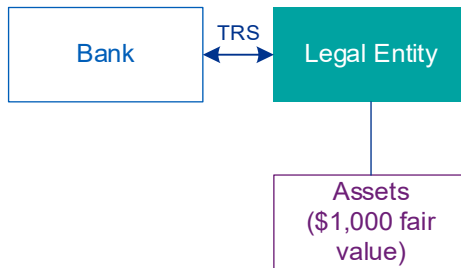 Bank
TRS
Legal Entity
Assets
($1,000 fair
value)